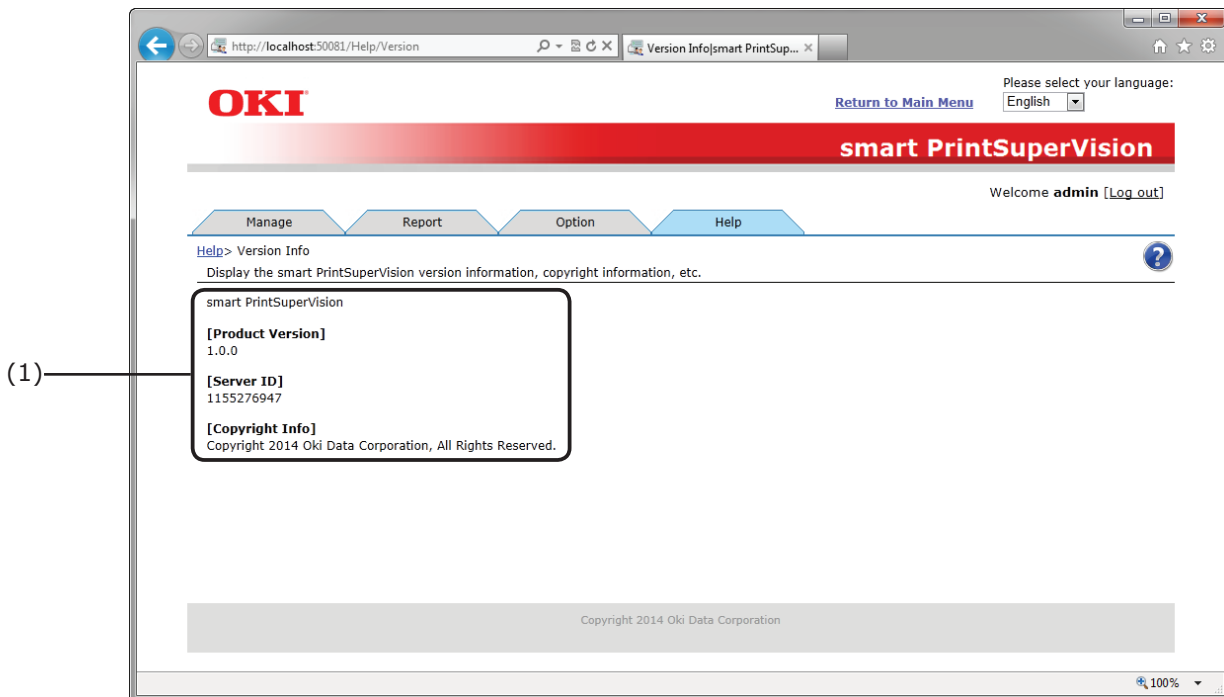 http://localhost:50081/Help/Version
Version Info|smart PrintSup...
Please select your language:
OKI
Return to Main Menu
English
smart PrintSuperVision
Welcome admin [Log out]
Manage
Report
Option
Help
Help> Version Info
?
Display the smart PrintSuperVision version information, copyright information, etc.
smart PrintSuperVision
[Product Version]
1.0.0
(1)
[Server ID]
1155276947
[Copyright Info]
Copyright 2014 Oki Data Corporation, All Rights Reserved.
Copyright 2014 Oki Data Corporation
100%